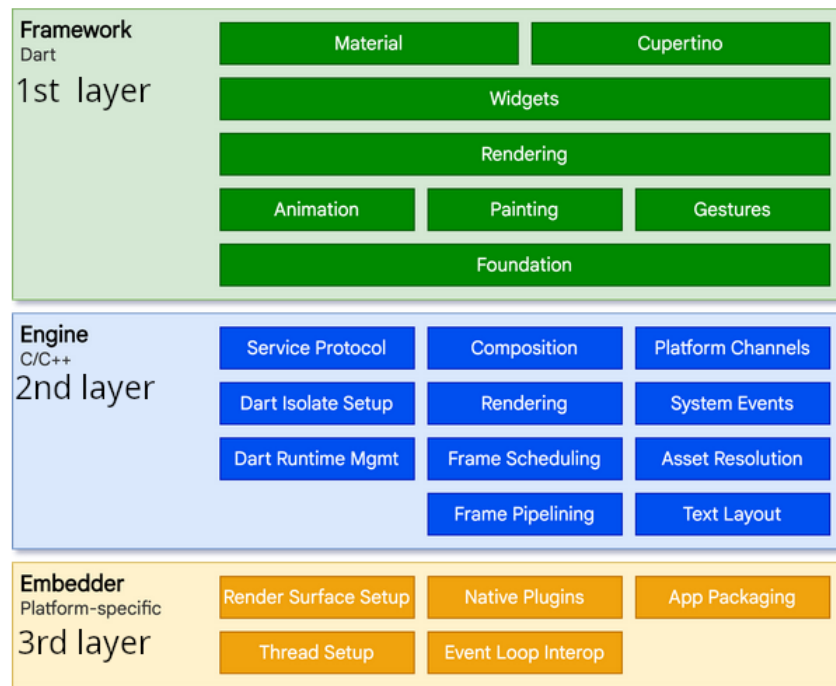 Framework
Dart
1st layer
Material Cupertino
Widgets
Rendering
Animation Painting Gestures
Foundation
Engine
C/C++
2nd layer
Service Protocol Composition Platform Channels
Dart Isolate Setup Rendering System Events
Dart Runtime Mgmt Frame Scheduling Asset Resolution
Frame Pipelining Text Layout
Embedder
Platform-specific
3rd layer
Render Surface Setup Native Plugins App Packaging
Thread Setup Event Loop Interop